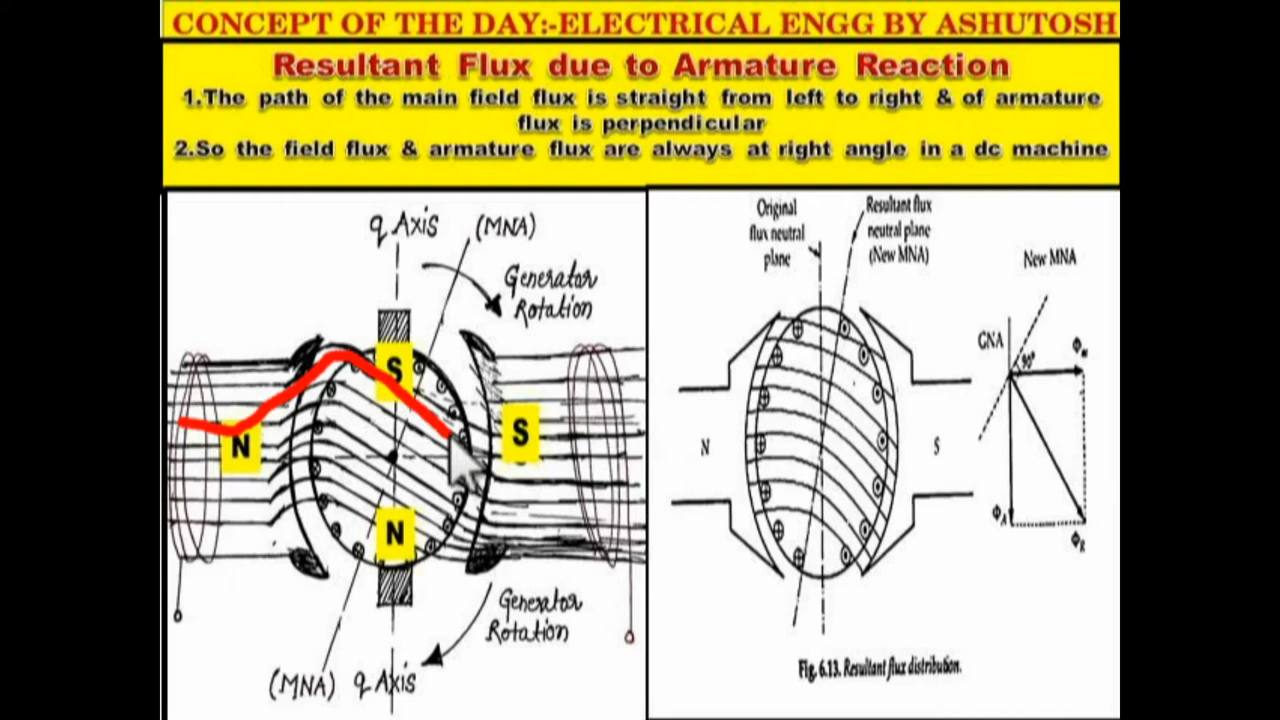 CONCEPT OF THE DAY:-ELECTRICAL ENGG BY ASHUTOSH
Resultant Flux due to Armature Reaction
1.The path of the main field flux is straight from left to right & of armature
flux is perpendicular
2.So the field flux & armature flux are always at right angle in a dc machine
q Axis
(MNA)
Generator
Rotation
S
N
S
N
Generator
Rotation
(MNA)
q Axis
Original
flux neutral
plane
Resultant flux
neutral plane
(New MNA)
N
S
New MNA
GNA
90°
Φм
ΦA
ΦR
Fig. 6.13. Resultant flux distribution.